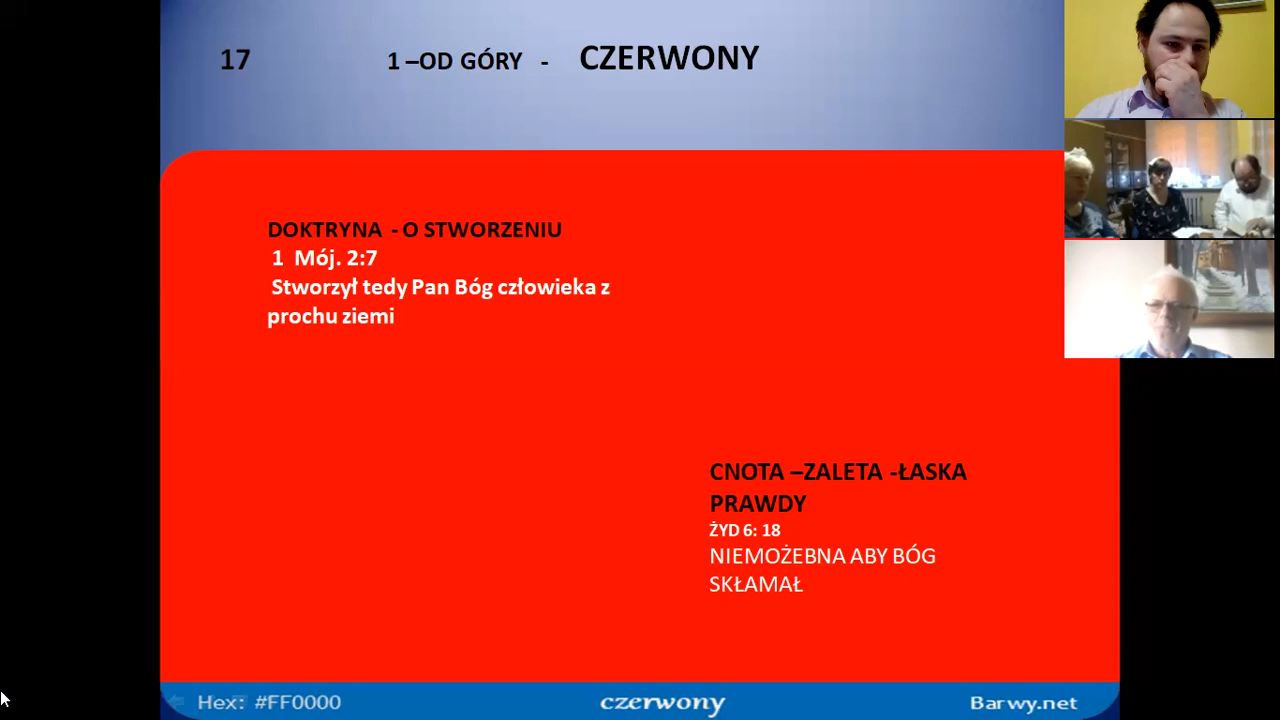 17 1 –OD GÓRY - CZERWONY
DOKTRYNA - O STWORZENIU
1 Mój. 2:7
Stworzył tedy Pan Bóg człowieka z
prochu ziemi
CNOTA –ZALETA -ŁASKA
PRAWDY
ŻYD 6: 18
NIEMOŻEBNA ABY BÓG
SKŁAMAŁ
Hex: #FF0000 czerwony Barwy.net